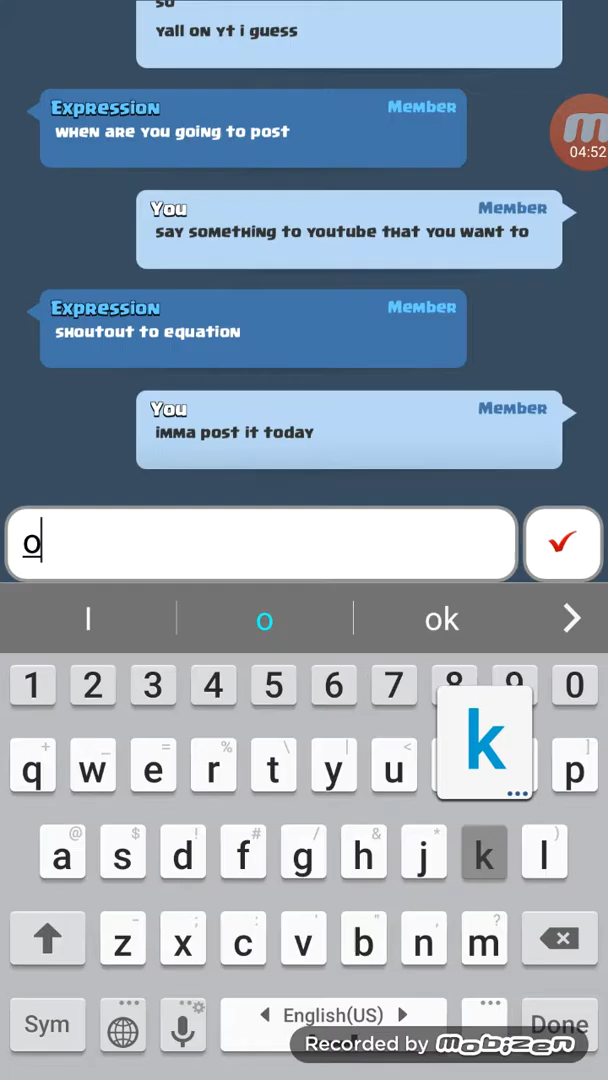 so
yall on yt i guess
Expression Member
when are you going to post
04:52
You Member
say something to youtube that you want to
Expression Member
shoutout to equation
You Member
imma post it today
o
l o ok
1 2 3 4 5 6 7 8 9 0
k
q w e r t y u p
a s d f g h j k l
z x c v b n m
Sym English(US) Done
Recorded by mobizen